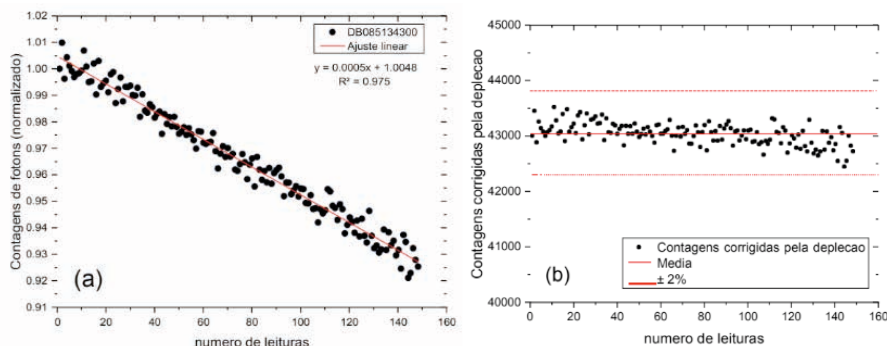 1.02
1.01
1.00
0.99
0.98
0.97
0.96
0.95
0.94
0.93
0.92
0.91
Contagens de fotons (normalizado)
DB085134300
Ajuste linear
y = 0.0005x + 1.0048
R² = 0.975
(a)
0 20 40 60 80 100 120 140 160
numero de leituras
45000
44000
43000
42000
41000
40000
Contagens corrigidas pela deplecao
(b)
Contagens corrigidas pela deplecao
Media
± 2%
0 20 40 60 80 100 120 140 160
numero de leituras